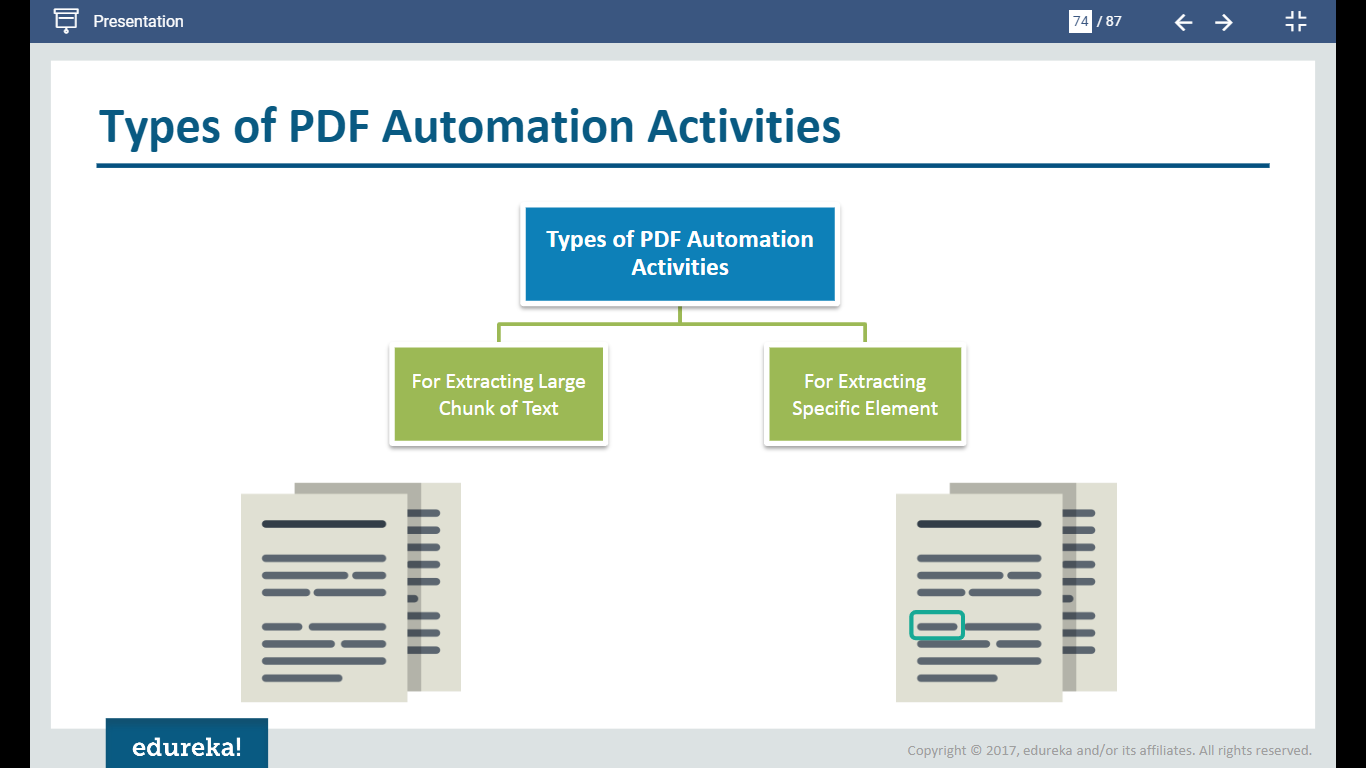 Presentation
74 / 87
Types of PDF Automation Activities
Types of PDF Automation
Activities
For Extracting Large
Chunk of Text
For Extracting
Specific Element
edureka!
Copyright © 2017, edureka and/or its affiliates. All rights reserved.